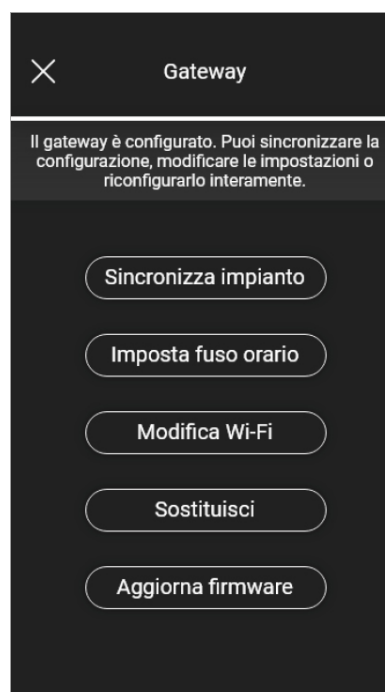 Gateway
Il gateway è configurato. Puoi sincronizzare la
configurazione, modificare le impostazioni o
riconfigurarlo interamente.
Sincronizza impianto
Imposta fuso orario
Modifica Wi-Fi
Sostituisci
Aggiorna firmware